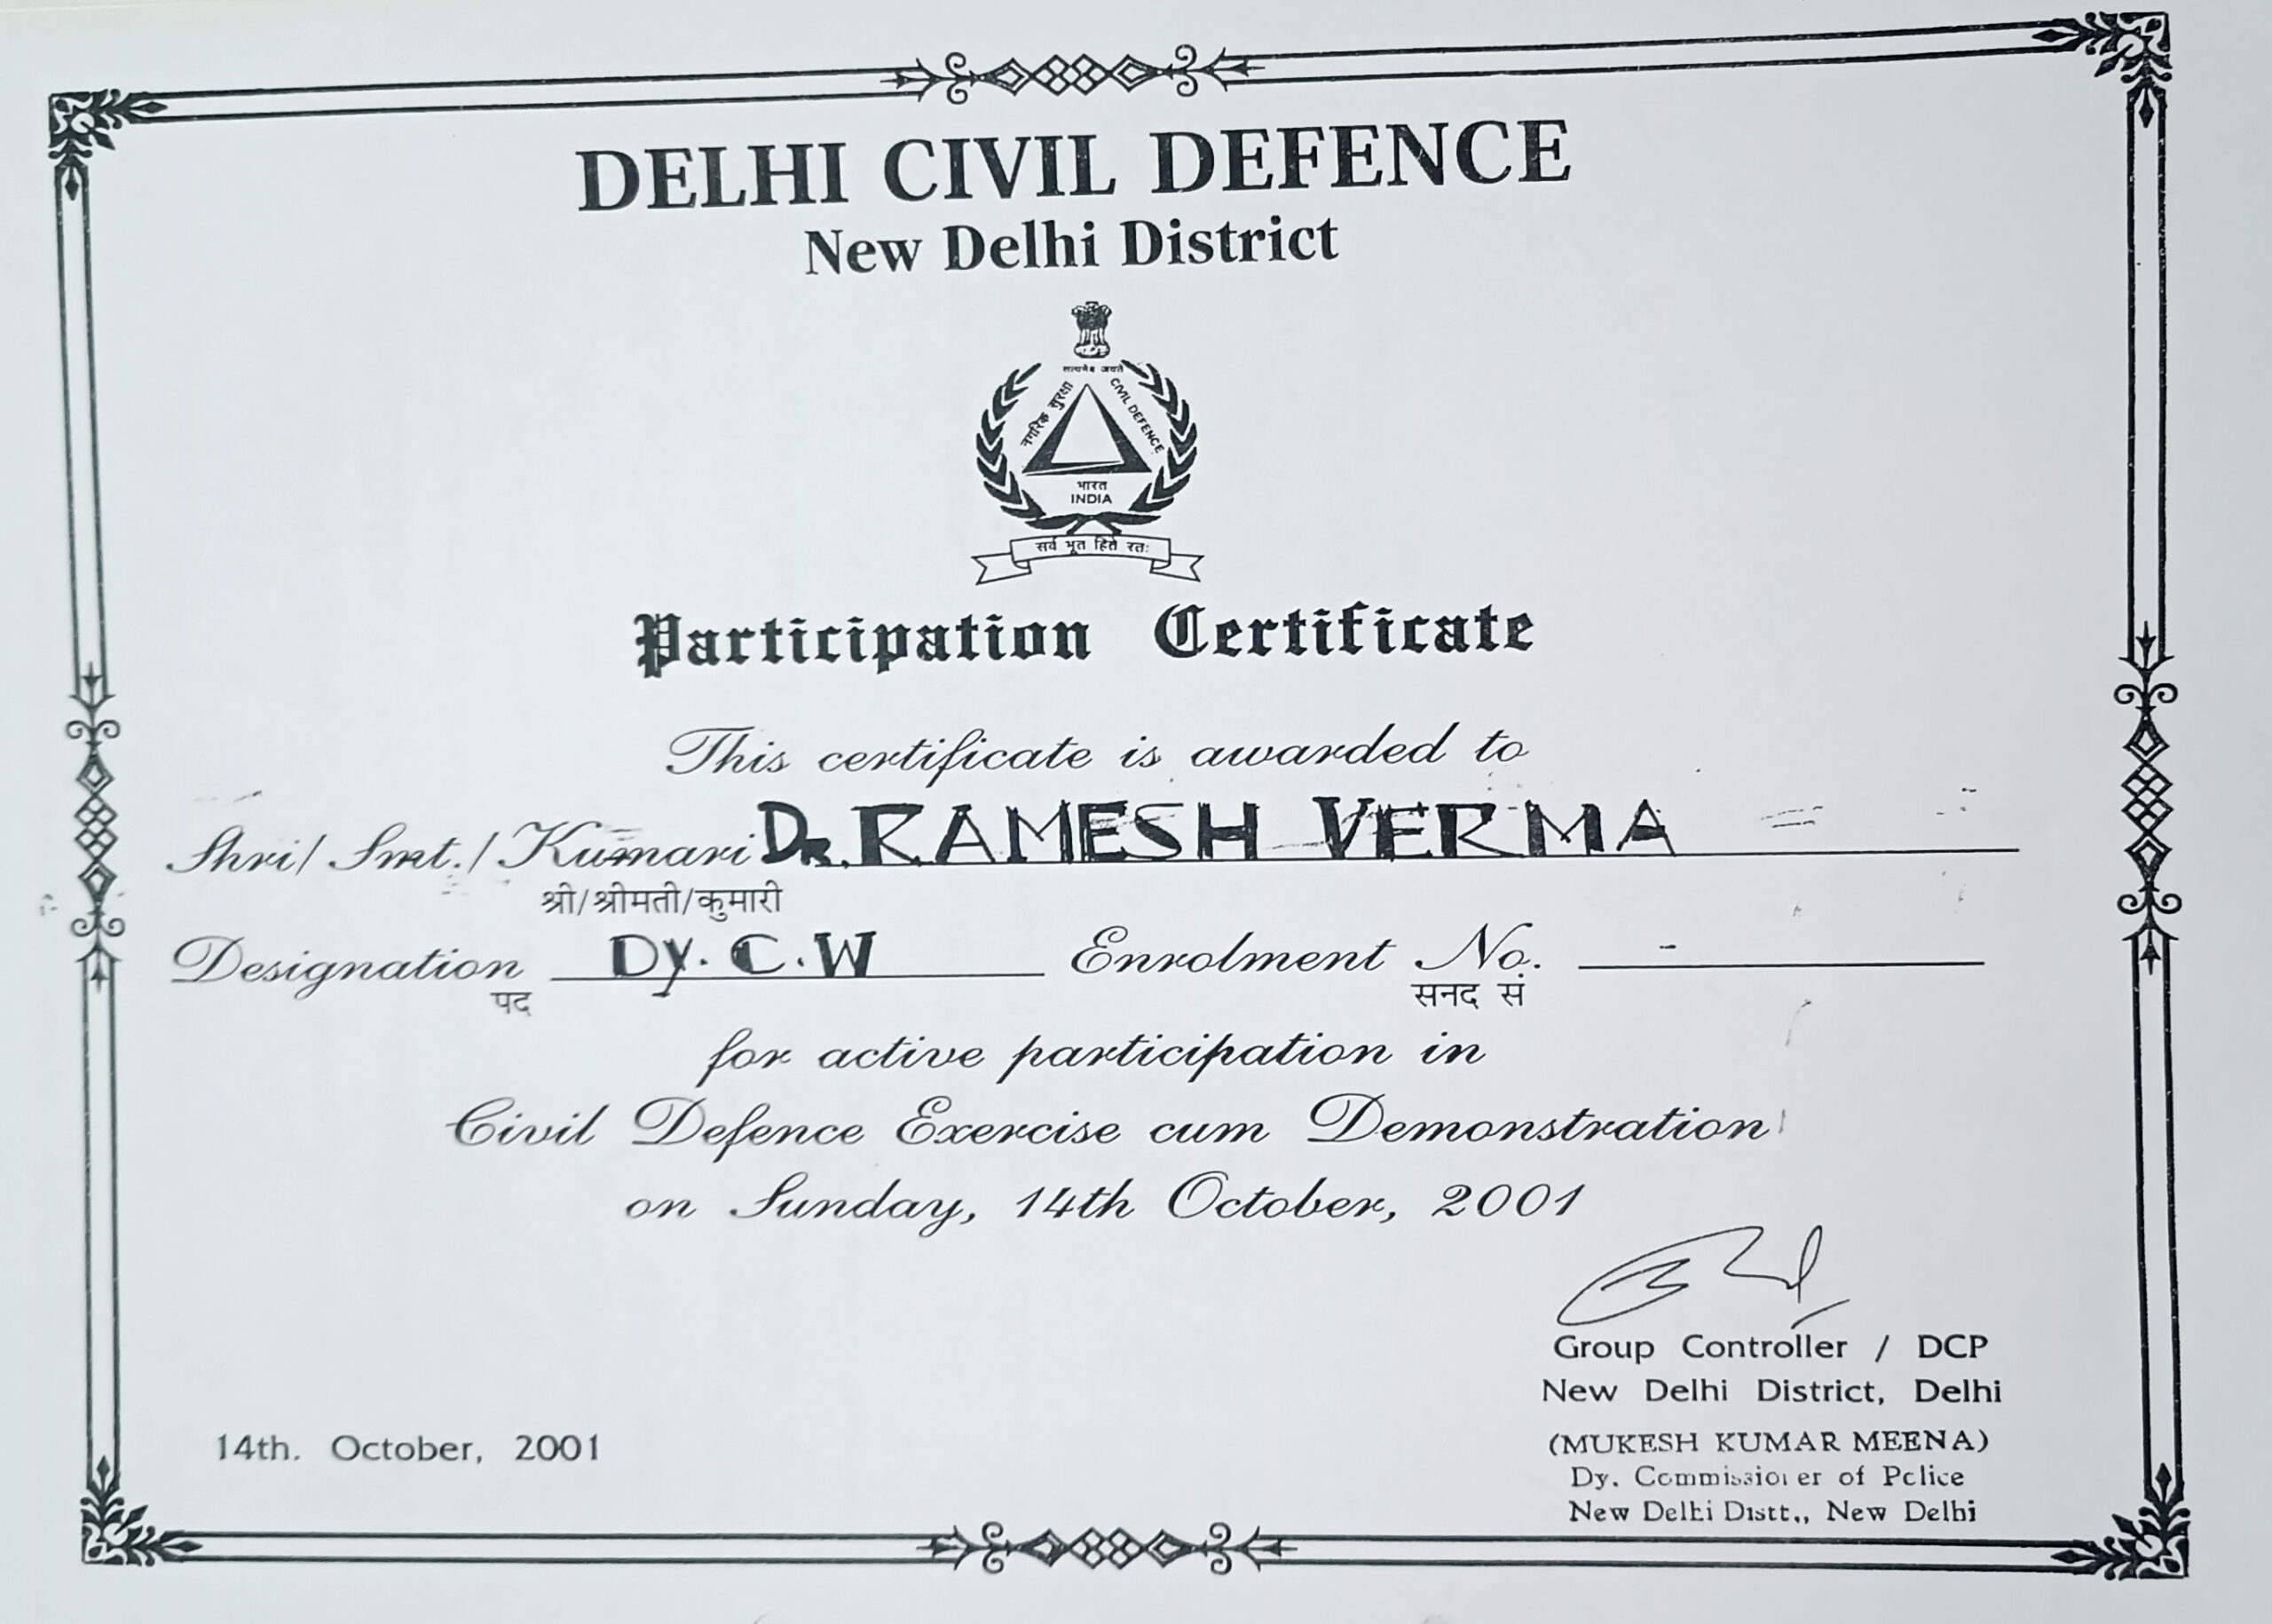 DELHI CIVIL DEFENCE
New Delhi District
सत्यमेव जयते
नागरिक सुरक्षा
CIVIL DEFENCE
भारत
INDIA
सर्व भूत हिते रतः
Participation Certificate
This certificate is awarded to
Shri/ Smt./ Kumari DR. RAMESH VERMA
श्री/श्रीमती/कुमारी
Designation DY. C.W Enrolment No. -
पद सनद सं
for active participation in
Civil Defence Exercise cum Demonstration
on Sunday, 14th October, 2001
Group Controller / DCP
New Delhi District, Delhi
14th. October, 2001
(MUKESH KUMAR MEENA)
Dy. Commissioner of Police
New Delhi Distt., New Delhi